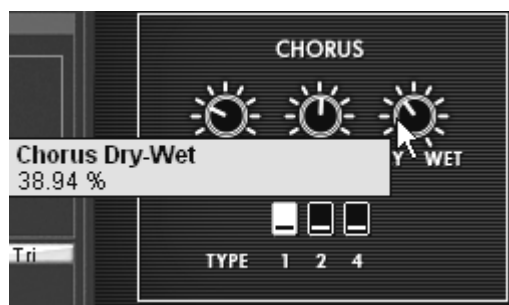 CHORUS
Chorus Dry-Wet
38.94 %
Y WET
Tri
TYPE 1 2 4